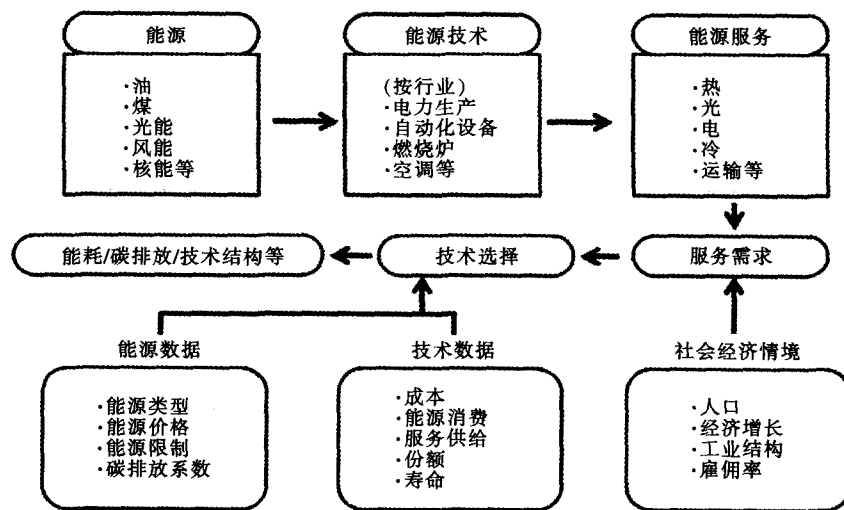 能源
·油
·煤
·光能
·风能
·核能等
能源技术
(按行业)
·电力生产
·自动化设备
·燃烧炉
·空调等
能源服务
·热
·光
·电
·冷
·运输等
能耗/碳排放/技术结构等
技术选择
服务需求
能源数据
·能源类型
·能源价格
·能源限制
·碳排放系数
技术数据
·成本
·能源消费
·服务供给
·份额
·寿命
社会经济情境
·人口
·经济增长
·工业结构
·雇佣率